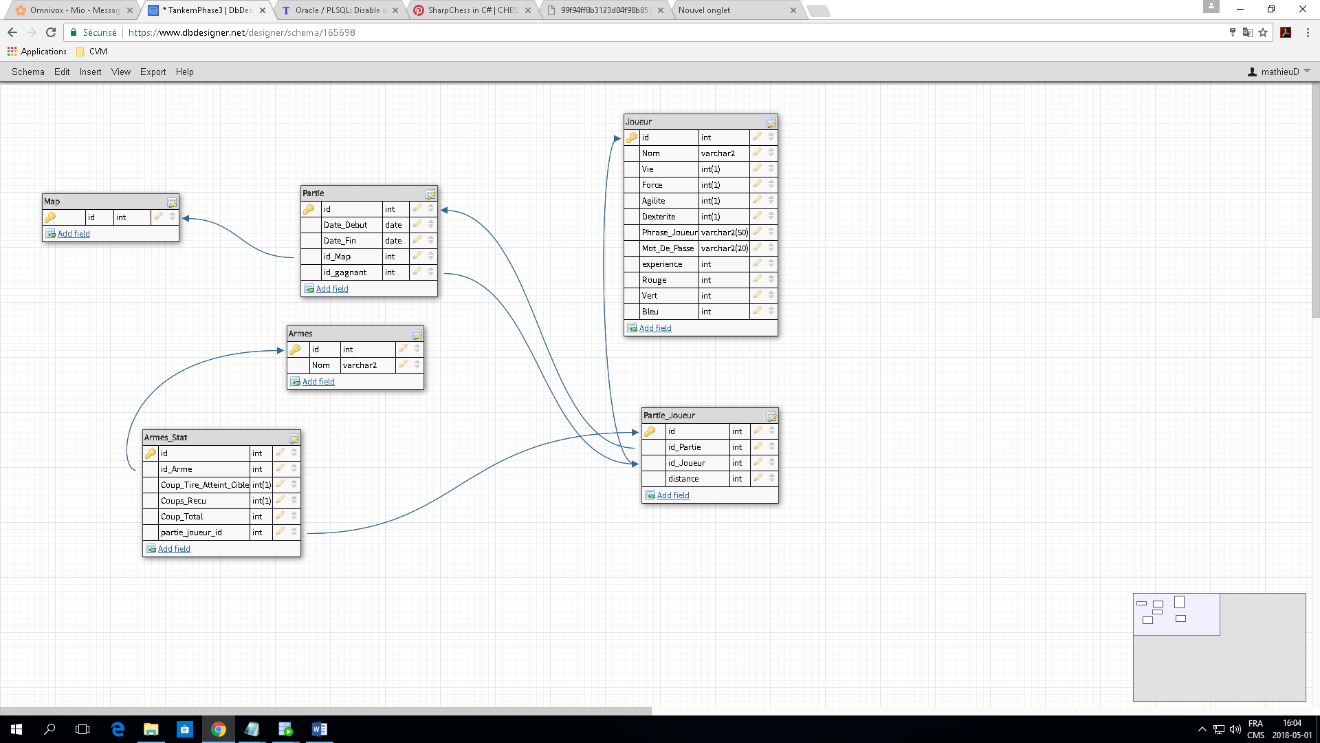 Omnivox - Mio - Messag
* TankemPhase3 | DbDes
Oracle / PLSQL: Disable a
SharpChess in C# | CHES
99f94ff8b3123d04f98b857
Nouvel onglet
Sécurisé
https://www.dbdesigner.net/designer/schema/165698
Applications
CVM
Schema Edit Insert View Export Help
mathieuD
Map
id int
Add field
Partie
id int
Date_Debut date
Date_Fin date
id_Map int
id_gagnant int
Add field
Joueur
id int
Nom varchar2
Vie int(1)
Force int(1)
Agilite int(1)
Dexterite int(1)
Phrase_Joueur varchar2(50)
Mot_De_Passe varchar2(20)
experience int
Rouge int
Vert int
Bleu int
Add field
Armes
id int
Nom varchar2
Add field
Armes_Stat
id int
id_Arme int
Coup_Tire_Atteint_Cible int(1)
Coups_Recu int(1)
Coup_Total int
partie_joueur_id int
Add field
Partie_Joueur
id int
id_Partie int
id_Joueur int
distance int
Add field
FRA
CMS
16:04
2018-05-01